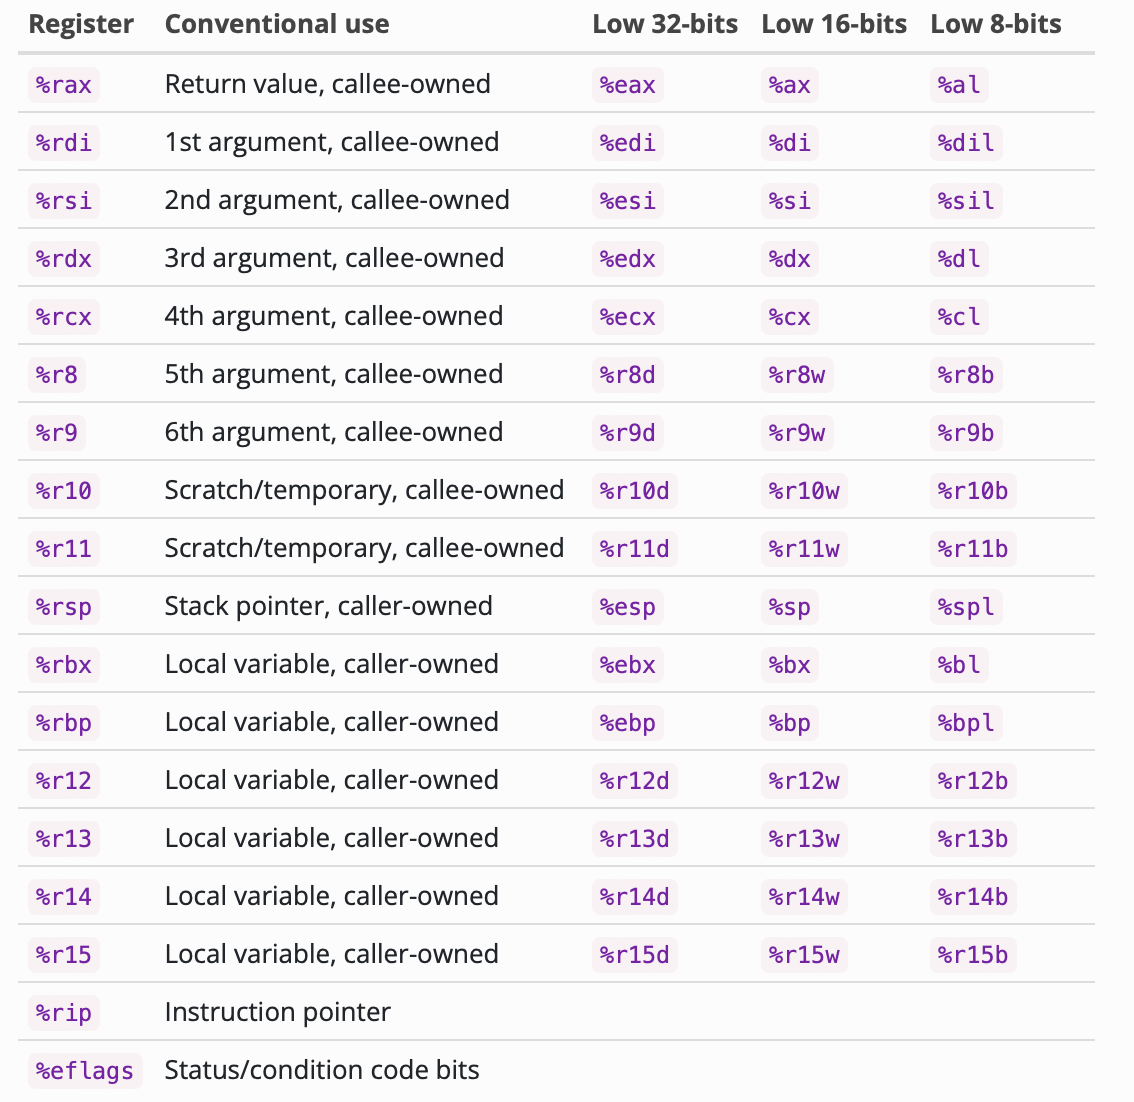 Register Conventional use Low 32-bits Low 16-bits Low 8-bits
%rax Return value, callee-owned %eax %ax %al
%rdi 1st argument, callee-owned %edi %di %dil
%rsi 2nd argument, callee-owned %esi %si %sil
%rdx 3rd argument, callee-owned %edx %dx %dl
%rcx 4th argument, callee-owned %ecx %cx %cl
%r8 5th argument, callee-owned %r8d %r8w %r8b
%r9 6th argument, callee-owned %r9d %r9w %r9b
%r10 Scratch/temporary, callee-owned %r10d %r10w %r10b
%r11 Scratch/temporary, callee-owned %r11d %r11w %r11b
%rsp Stack pointer, caller-owned %esp %sp %spl
%rbx Local variable, caller-owned %ebx %bx %bl
%rbp Local variable, caller-owned %ebp %bp %bpl
%r12 Local variable, caller-owned %r12d %r12w %r12b
%r13 Local variable, caller-owned %r13d %r13w %r13b
%r14 Local variable, caller-owned %r14d %r14w %r14b
%r15 Local variable, caller-owned %r15d %r15w %r15b
%rip Instruction pointer
%eflags Status/condition code bits